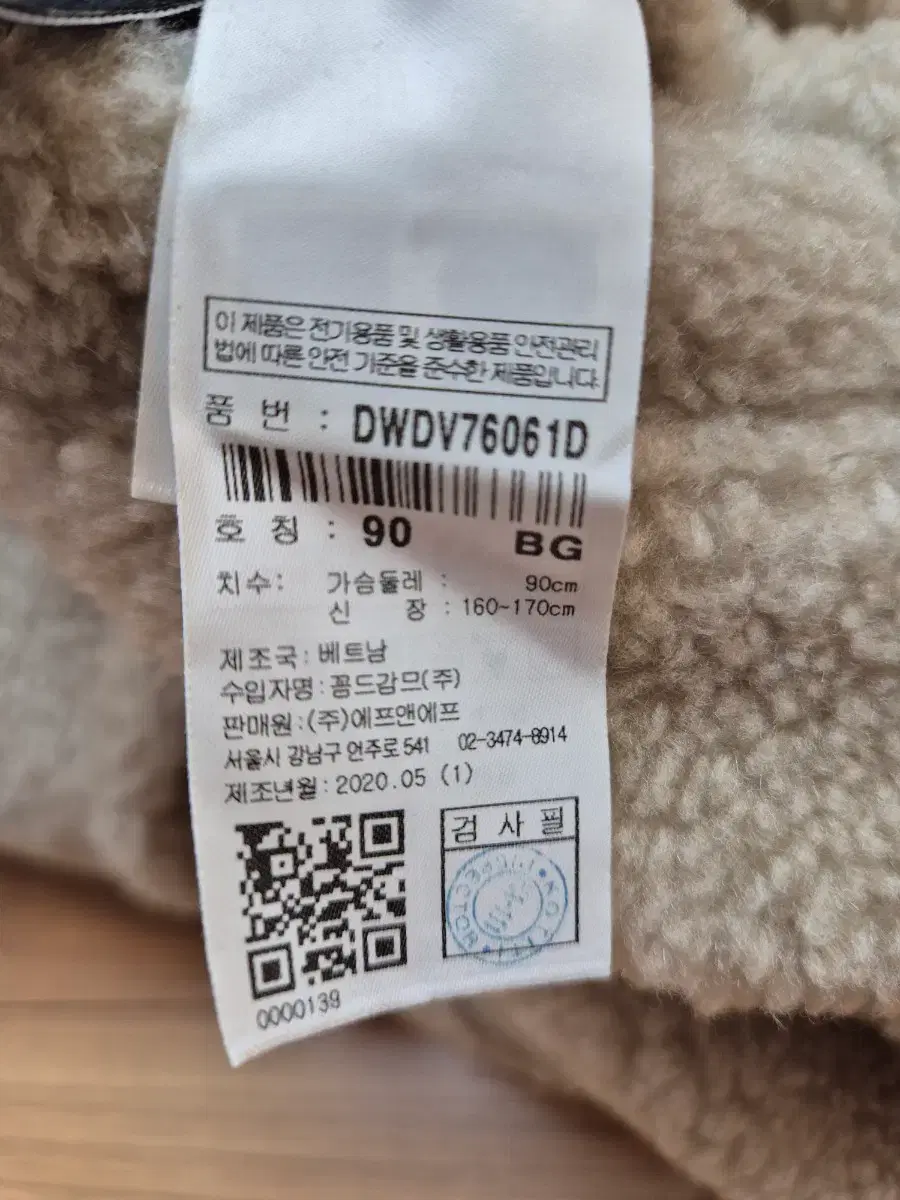 이 제품은 전기용품 및 생활용품 안전관리
법에 따른 안전 기준을 준수한 제품입니다.
품 번 : DWDV76061D
호 칭 : 90 BG
치수: 가슴둘레 : 90cm
신 장 : 160~170cm
제조국: 베트남
수입자명: 꼼드감므(주)
판매원: (주)에프앤에프
서울시 강남구 언주로 541 02-3474-8914
제조년월: 2020.05 (1)
검 사 필
INSPECTOR
0000139